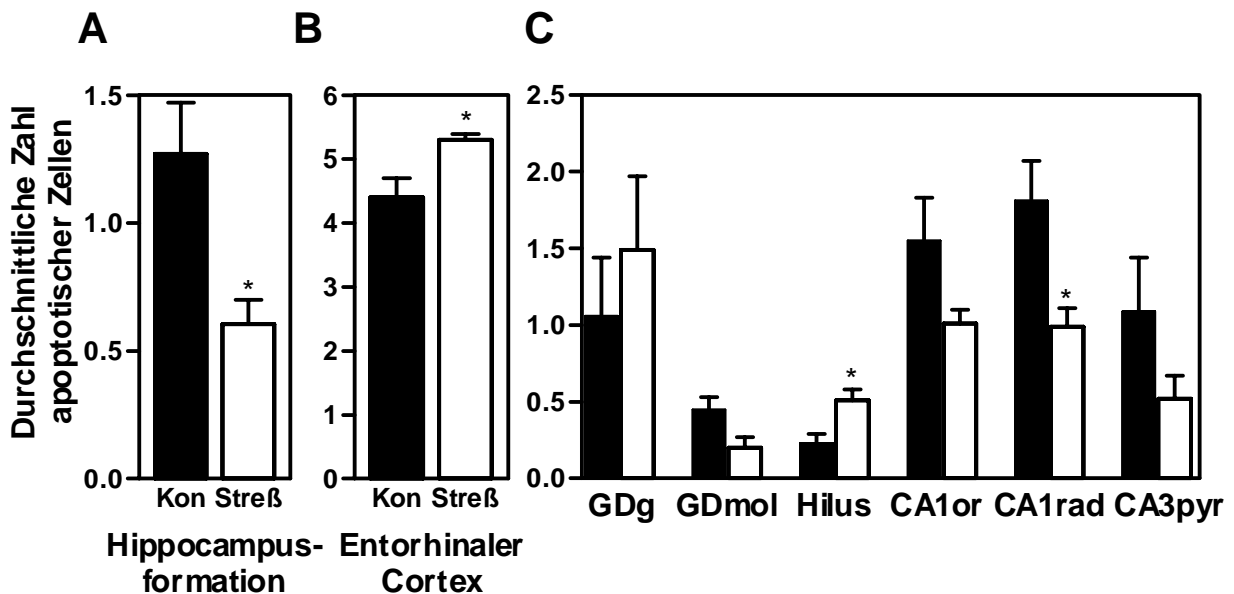 A B C
Durchschnittliche Zahl
apoptotischer Zellen
1.5
1.0
0.5
0.0
*
Kon Streß
Hippocampus-
formation
6
5
4
3
2
1
0
*
Kon Streß
Entorhinaler
Cortex
2.5
2.0
1.5
1.0
0.5
0.0
*
*
GDg GDmol Hilus CA1or CA1rad CA3pyr